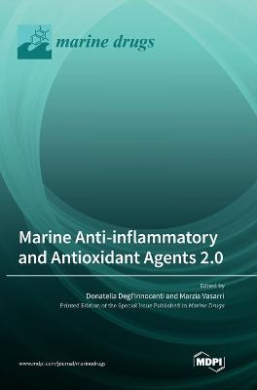 marine drugs
Marine Anti-inflammatory
and Antioxidant Agents 2.0
Edited by
Donatella Degl'Innocenti and Marzia Vasarri
Printed Edition of the Special Issue Published in Marine Drugs
www.mdpi.com/journal/marinedrugs
MDPI